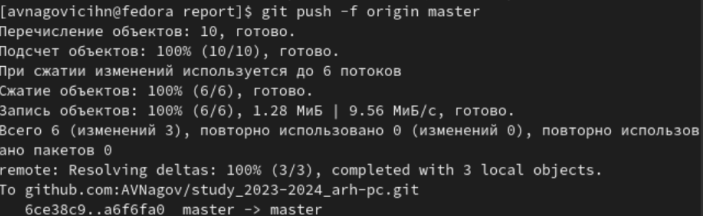 [avnagovicihn@fedora report]$ git push -f origin master
Перечисление объектов: 10, готово.
Подсчет объектов: 100% (10/10), готово.
При сжатии изменений используется до 6 потоков
Сжатие объектов: 100% (6/6), готово.
Запись объектов: 100% (6/6), 1.28 МиБ | 9.56 МиБ/с, готово.
Всего 6 (изменений 3), повторно использовано 0 (изменений 0), повторно использов
ано пакетов 0
remote: Resolving deltas: 100% (3/3), completed with 3 local objects.
To github.com:AVNagov/study_2023-2024_arh-pc.git
   6ce38c9..a6f6fa0  master -> master